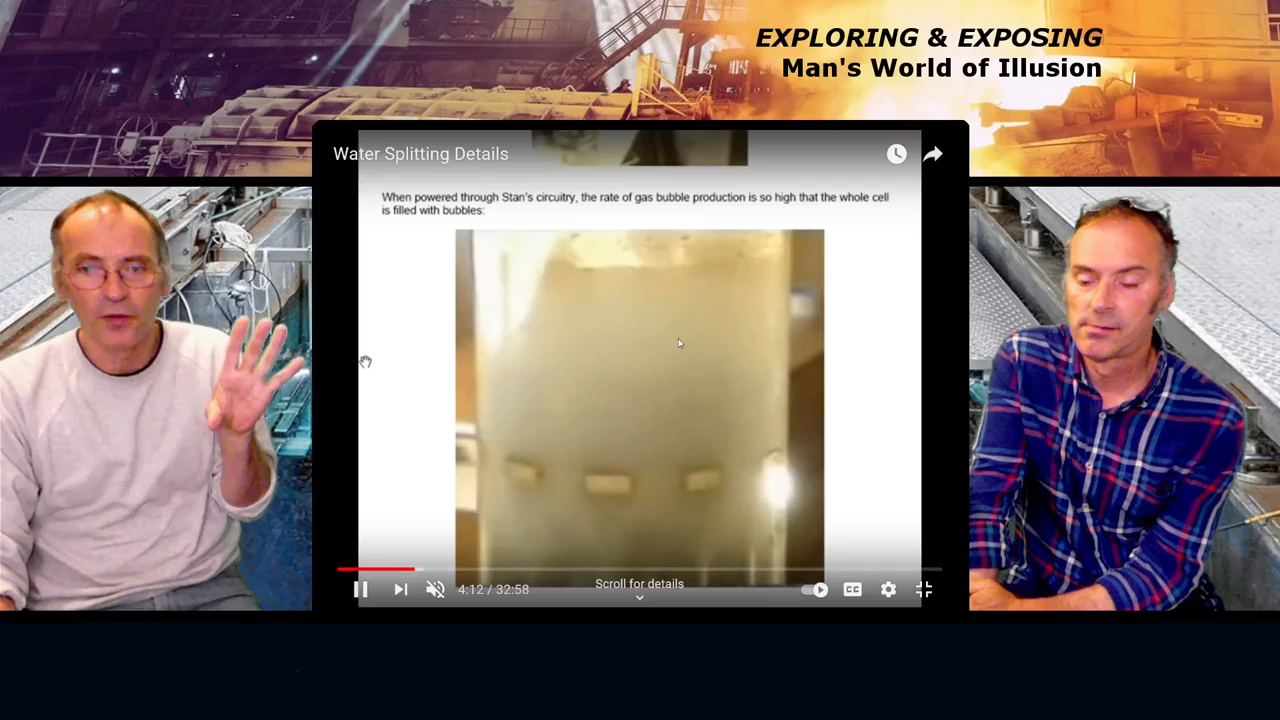 EXPLORING & EXPOSING
Man's World of Illusion
Water Splitting Details
When powered through Stan's circuitry, the rate of gas bubble production is so high that the whole cell
is filled with bubbles:
4:12 / 32:58
Scroll for details
CC